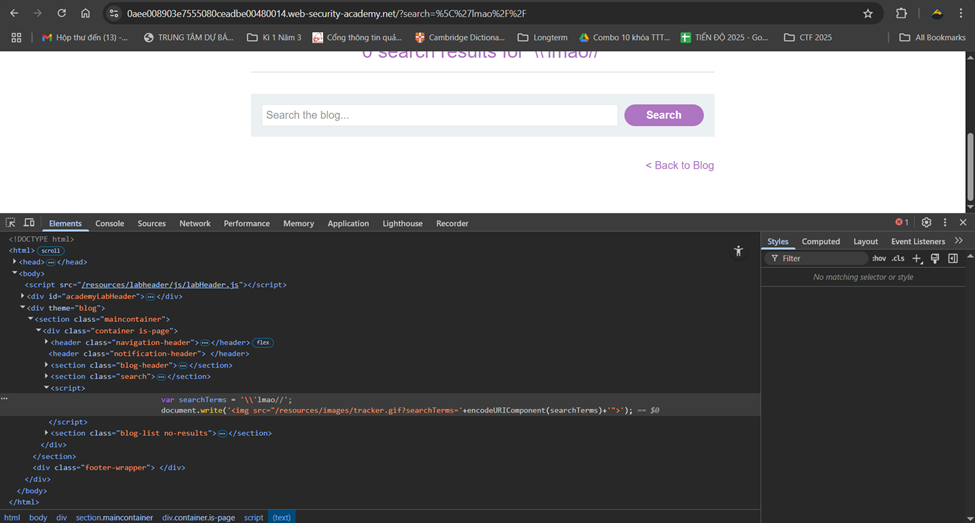 0aee008903e7555080ceadbe00480014.web-security-academy.net/?search=%5C%27lmao%2F%2F
Hộp thư đến (13) -... TRUNG TÂM DỰ BÁ... Kì 1 Năm 3 Cổng thông tin quả... Cambridge Dictiona... Longterm Combo 10 khóa TTT... TIẾN ĐỘ 2025 - Go... CTF 2025 All Bookmarks
0 search results for '\\'lmao//'
Search the blog... Search
< Back to Blog
Elements Console Sources Network Performance Memory Application Lighthouse Recorder 1
<!DOCTYPE html>
<html> scroll
<head> ... </head>
<body>
<script src="/resources/labheader/js/labHeader.js"></script>
<div id="academyLabHeader"> ... </div>
<div theme="blog">
<section class="maincontainer">
<div class="container is-page">
<header class="navigation-header"> ... </header> flex
<header class="notification-header"> </header>
<section class="blog-header"> ... </section>
<section class="search"> ... </section>
<script>
... var searchTerms = '\\'lmao//';
document.write('<img src="/resources/images/tracker.gif?searchTerms='+encodeURIComponent(searchTerms)+'">'); == $0
</script>
<section class="blog-list no-results"> ... </section>
</div>
</section>
<div class="footer-wrapper"> </div>
</div>
</body>
</html>
html body div section.maincontainer div.container.is-page script (text)
Styles Computed Layout Event Listeners
Filter :hov .cls
No matching selector or style